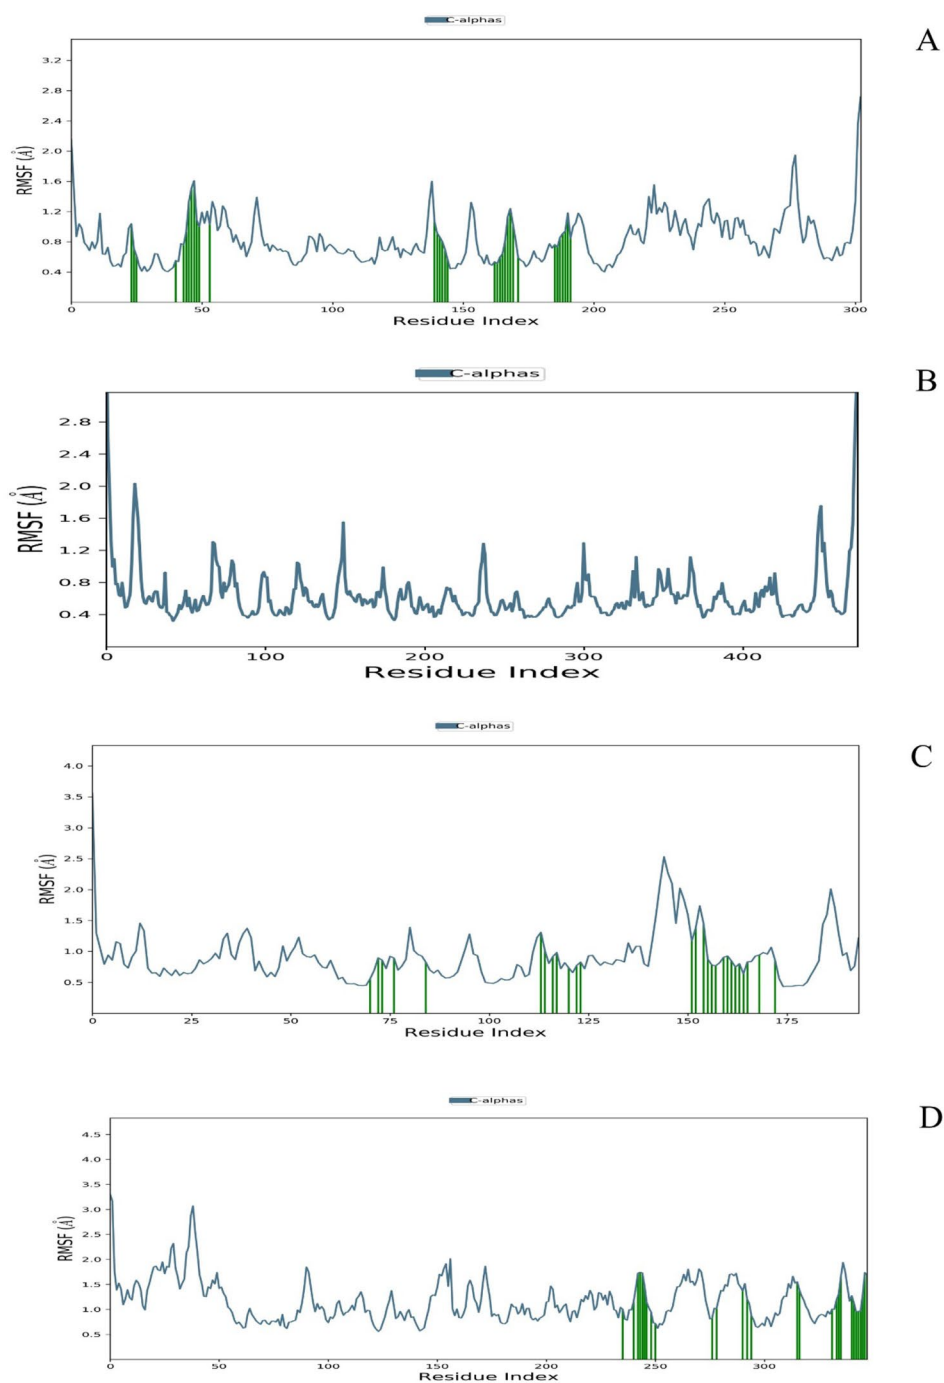 C-alphas
A
3.2
2.8
2.4
2.0
1.6
1.2
0.8
0.4
RMSF (Å)
0 50 100 150 200 250 300
Residue Index
C-alphas
B
2.8
2.4
2.0
1.6
1.2
0.8
0.4
RMSF (Å)
0 100 200 300 400
Residue Index
C-alphas
C
4.0
3.5
3.0
2.5
2.0
1.5
1.0
0.5
RMSF (Å)
0 25 50 75 100 125 150 175
Residue Index
C-alphas
D
4.5
4.0
3.5
3.0
2.5
2.0
1.5
1.0
0.5
RMSF (Å)
0 50 100 150 200 250 300
Residue Index